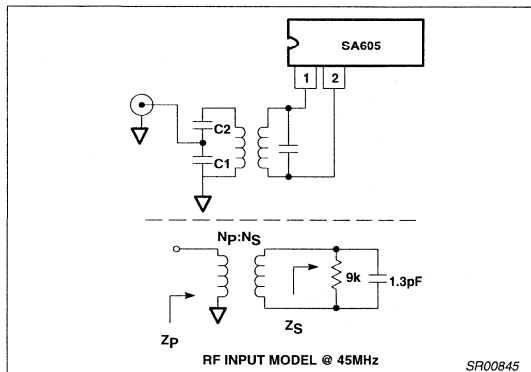 SA605
1 2
C2
C1
NP:NS
9k
1.3pF
ZP
ZS
RF INPUT MODEL @ 45MHz
SR00845